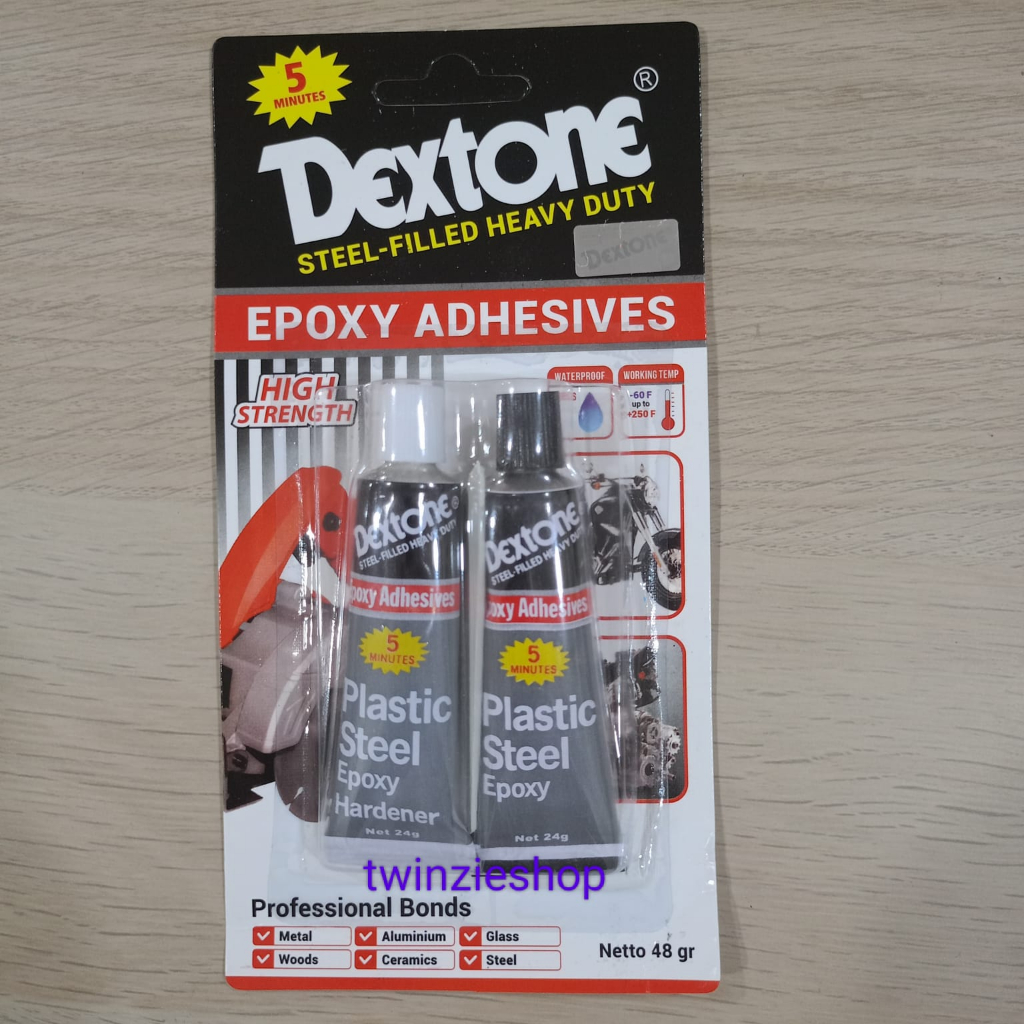 5
MINUTES
Dextone®
STEEL-FILLED HEAVY DUTY
Dextone
EPOXY ADHESIVES
HIGH
STRENGTH
WATERPROOF
WORKING TEMP
-60 F
up to
+250 F
Dextone®
STEEL-FILLED HEAVY DUTY
Epoxy Adhesives
5
MINUTES
Plastic
Steel
Epoxy
Hardener
Net 24g
Dextone
STEEL-FILLED HEAVY DUTY
Epoxy Adhesives
5
MINUTES
Plastic
Steel
Epoxy
Net 24g
twinzieshop
Professional Bonds
Metal
Aluminium
Glass
Woods
Ceramics
Steel
Netto 48 gr